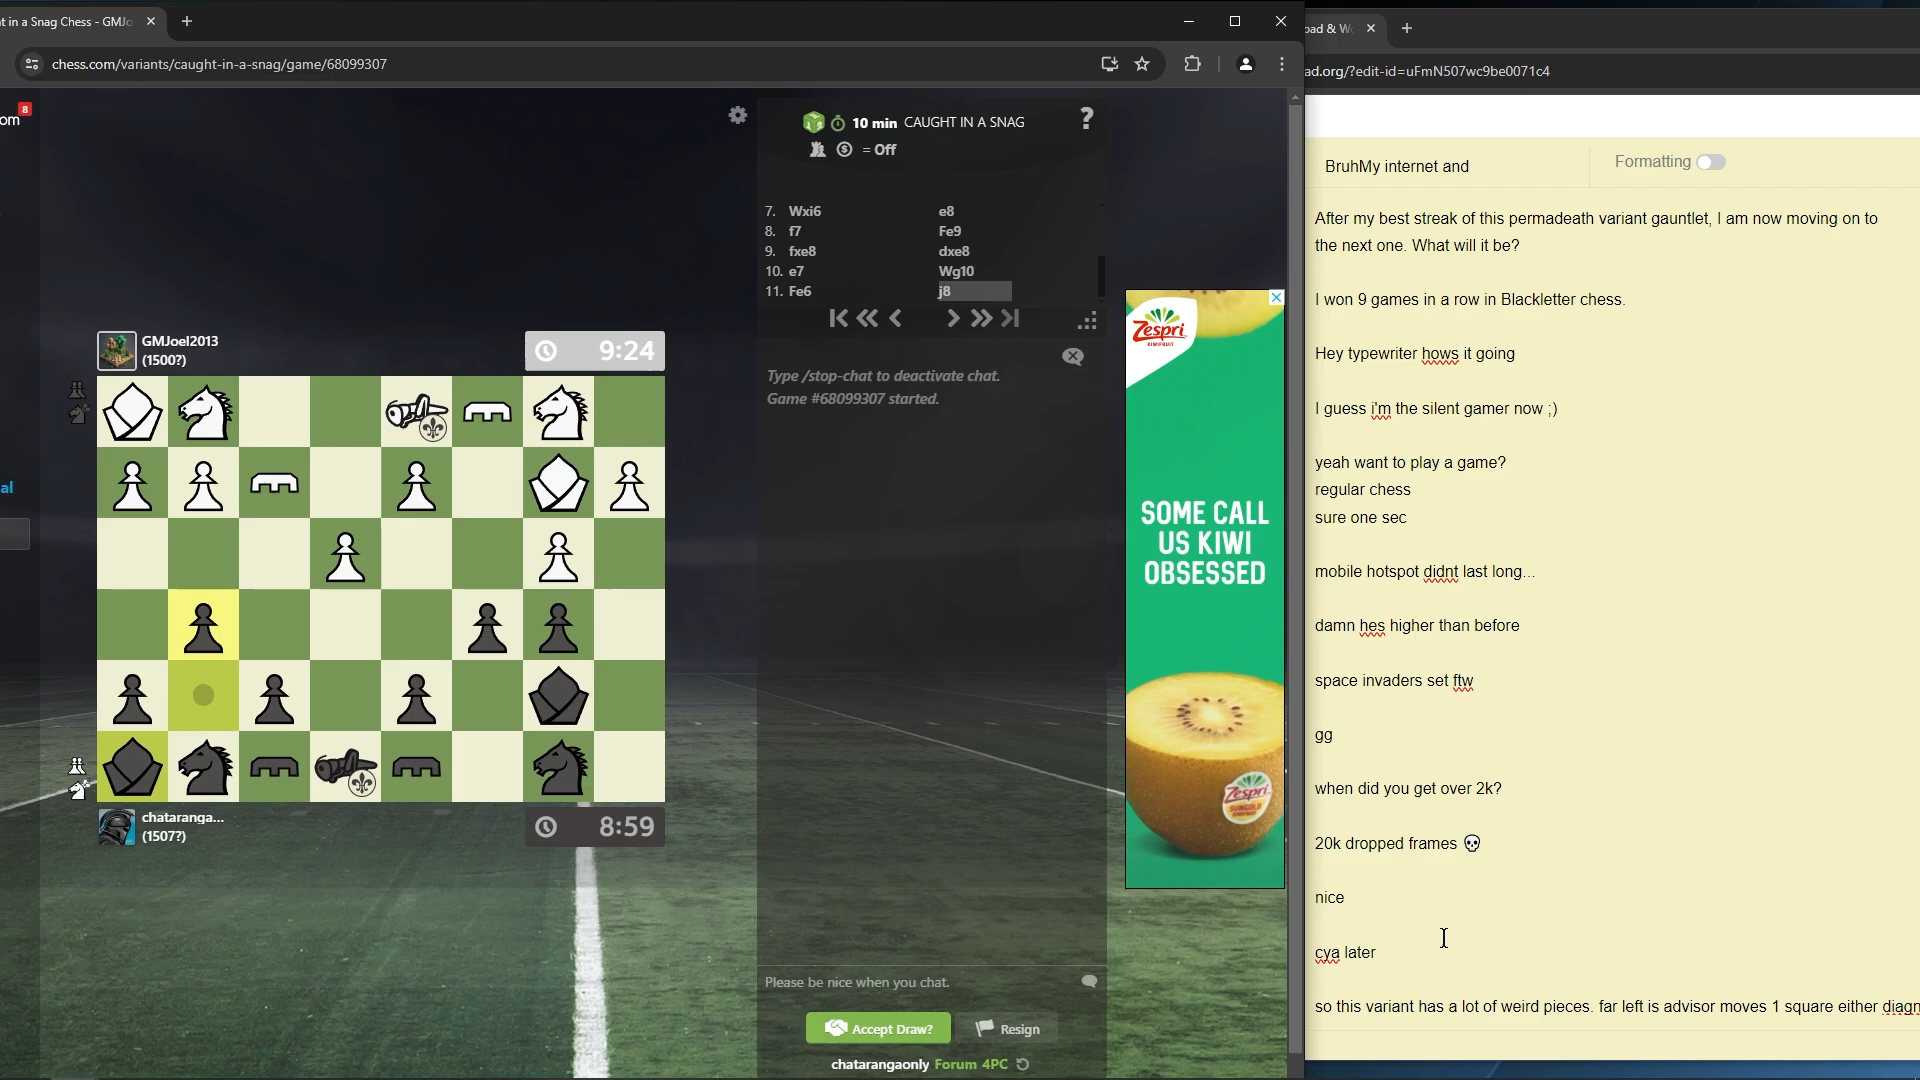 t in a Snag Chess - GMJo
chess.com/variants/caught-in-a-snag/game/68099307
om
8
al
10 min CAUGHT IN A SNAG
?
= Off
7. Wxi6 e8
8. f7 Fe9
9. fxe8 dxe8
10. e7 Wg10
11. Fe6 j8
GMJoel2013
(1500?)
9:24
Type /stop-chat to deactivate chat.
Game #68099307 started.
chataranga...
(1507?)
8:59
Please be nice when you chat.
Accept Draw?
Resign
chatarangaonly Forum 4PC
Zespri
KIWIFRUIT
SOME CALL
US KIWI
OBSESSED
Zespri
SUNGOLD
pad & Wo
ad.org/?edit-id=uFmN507wc9be0071c4
BruhMy internet and
Formatting
After my best streak of this permadeath variant gauntlet, I am now moving on to
the next one. What will it be?
I won 9 games in a row in Blackletter chess.
Hey typewriter hows it going
I guess i'm the silent gamer now ;)
yeah want to play a game?
regular chess
sure one sec
mobile hotspot didnt last long...
damn hes higher than before
space invaders set ftw
gg
when did you get over 2k?
20k dropped frames 💀
nice
cya later
so this variant has a lot of weird pieces. far left is advisor moves 1 square either diagn